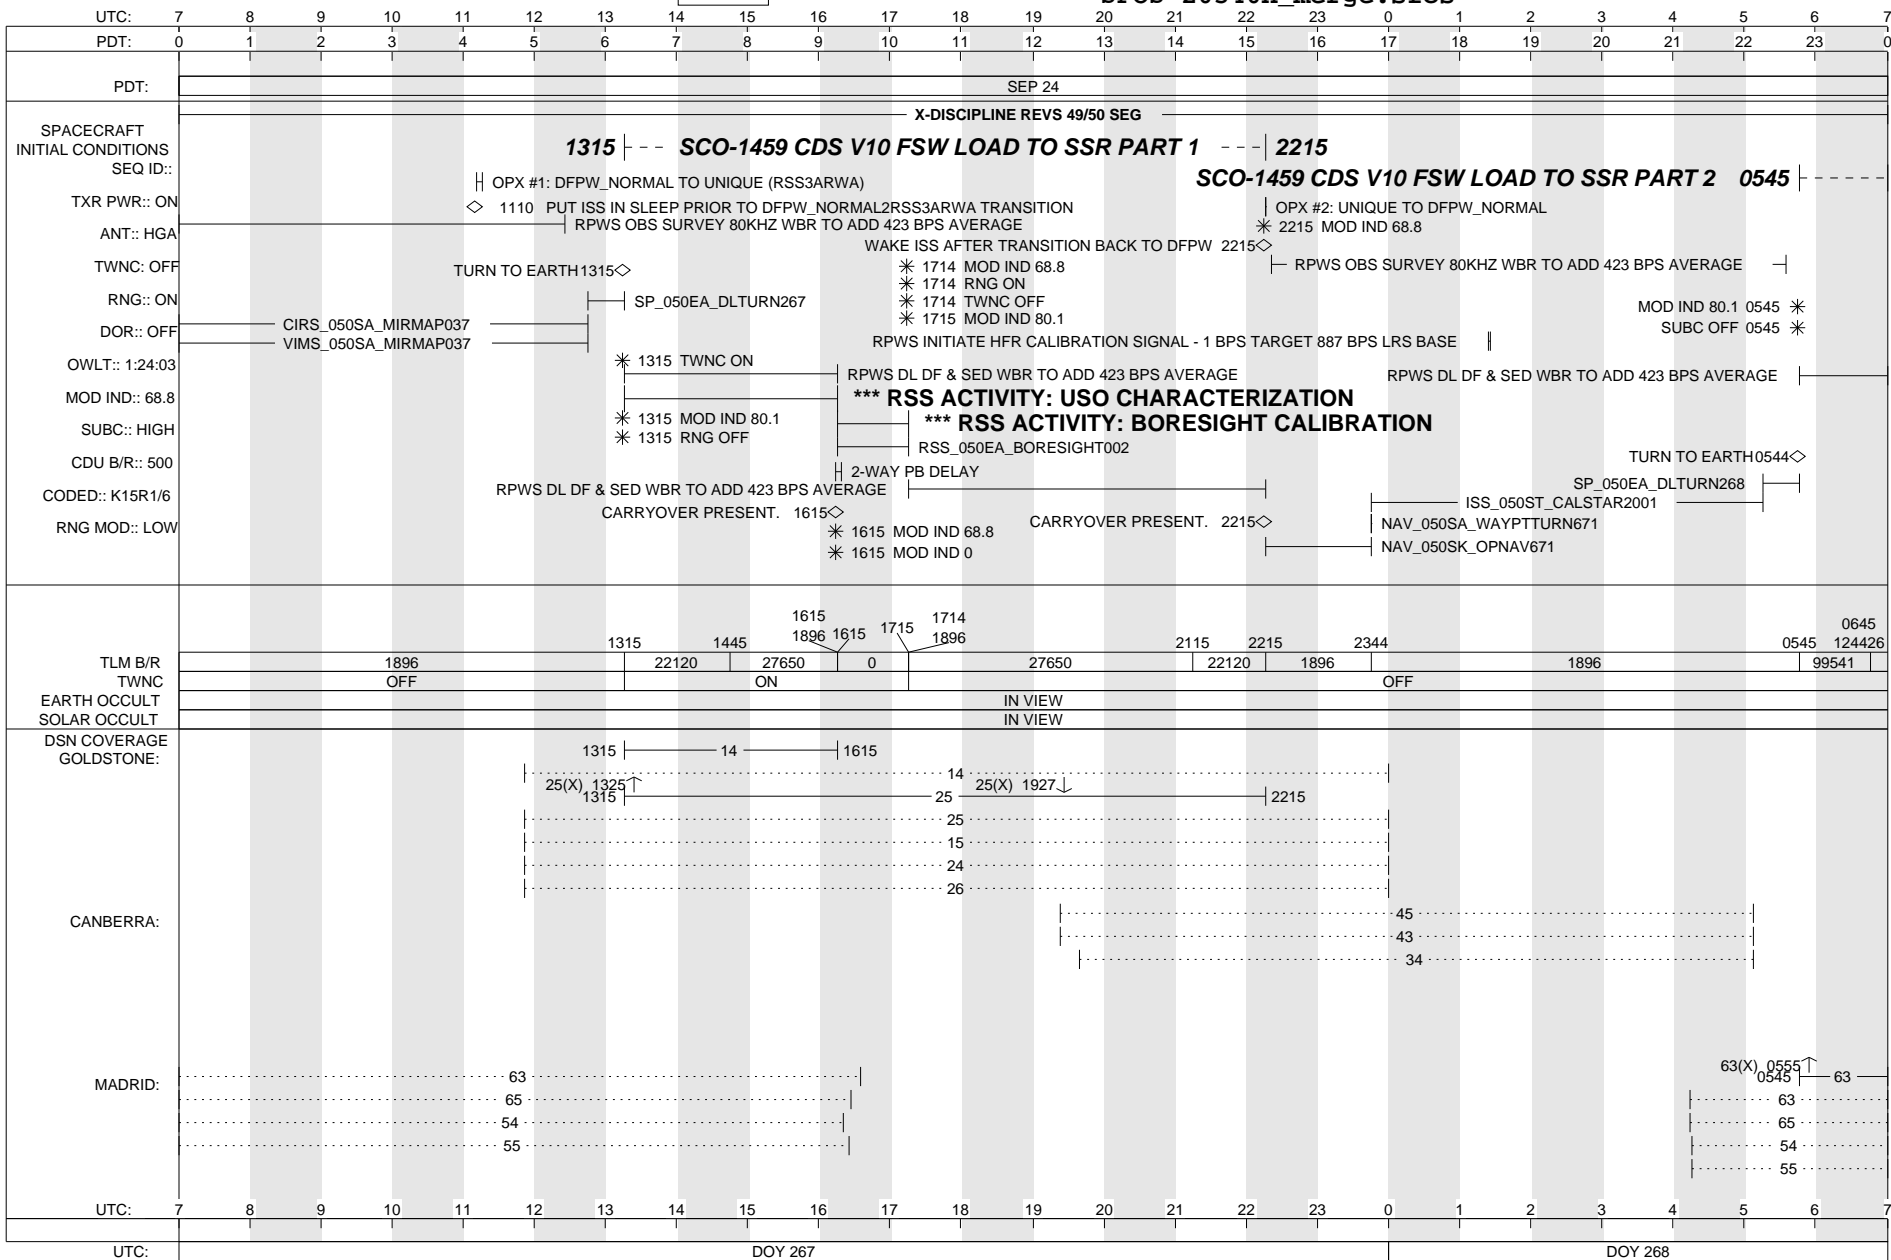 UTC: 7 8 9 10 11 12 13 14 15 16 17 18 19 20 21 22 23 0 1 2 3 4 5 6 7
PDT: 0 1 2 3 4 5 6 7 8 9 10 11 12 13 14 15 16 17 18 19 20 21 22 23 0
PDT: SEP 24
X-DISCIPLINE REVS 49/50 SEG
SPACECRAFT
INITIAL CONDITIONS
SEQ ID::
TXR PWR:: ON
ANT:: HGA
TWNC: OFF
RNG:: ON
DOR:: OFF
OWLT:: 1:24:03
MOD IND:: 68.8
SUBC:: HIGH
CDU B/R:: 500
CODED:: K15R1/6
RNG MOD:: LOW
1315 SCO-1459 CDS V10 FSW LOAD TO SSR PART 1 2215
SCO-1459 CDS V10 FSW LOAD TO SSR PART 2 0545
OPX #1: DFPW_NORMAL TO UNIQUE (RSS3ARWA)
1110 PUT ISS IN SLEEP PRIOR TO DFPW_NORMAL2RSS3ARWA TRANSITION
OPX #2: UNIQUE TO DFPW_NORMAL
RPWS OBS SURVEY 80KHZ WBR TO ADD 423 BPS AVERAGE
2215 MOD IND 68.8
WAKE ISS AFTER TRANSITION BACK TO DFPW 2215
TURN TO EARTH1315
1714 MOD IND 68.8
RPWS OBS SURVEY 80KHZ WBR TO ADD 423 BPS AVERAGE
1714 RNG ON
SP_050EA_DLTURN267
1714 TWNC OFF
MOD IND 80.1 0545
1715 MOD IND 80.1
CIRS_050SA_MIRMAP037
SUBC OFF 0545
VIMS_050SA_MIRMAP037
RPWS INITIATE HFR CALIBRATION SIGNAL - 1 BPS TARGET 887 BPS LRS BASE
1315 TWNC ON
RPWS DL DF & SED WBR TO ADD 423 BPS AVERAGE
RPWS DL DF & SED WBR TO ADD 423 BPS AVERAGE
*** RSS ACTIVITY: USO CHARACTERIZATION
1315 MOD IND 80.1
*** RSS ACTIVITY: BORESIGHT CALIBRATION
1315 RNG OFF
RSS_050EA_BORESIGHT002
TURN TO EARTH0544
2-WAY PB DELAY
SP_050EA_DLTURN268
RPWS DL DF & SED WBR TO ADD 423 BPS AVERAGE
ISS_050ST_CALSTAR2001
CARRYOVER PRESENT. 1615
CARRYOVER PRESENT. 2215
NAV_050SA_WAYPTTURN671
1615 MOD IND 68.8
NAV_050SK_OPNAV671
1615 MOD IND 0
1615 1714 0645
1315 1445 1896 1615 1715 1896 2115 2215 2344 0545 124426
TLM B/R 1896 22120 27650 0 27650 22120 1896 1896 99541
TWNC OFF ON OFF
EARTH OCCULT IN VIEW
SOLAR OCCULT IN VIEW
DSN COVERAGE
GOLDSTONE:
1315 14 1615
14
25(X) 1325 25(X) 1927
1315 25 2215
25
15
24
26
CANBERRA:
45
43
34
MADRID:
63(X) 0555
63 0545 63
65 63
54 65
55 54
55
UTC: 7 8 9 10 11 12 13 14 15 16 17 18 19 20 21 22 23 0 1 2 3 4 5 6 7
UTC: DOY 267 DOY 268